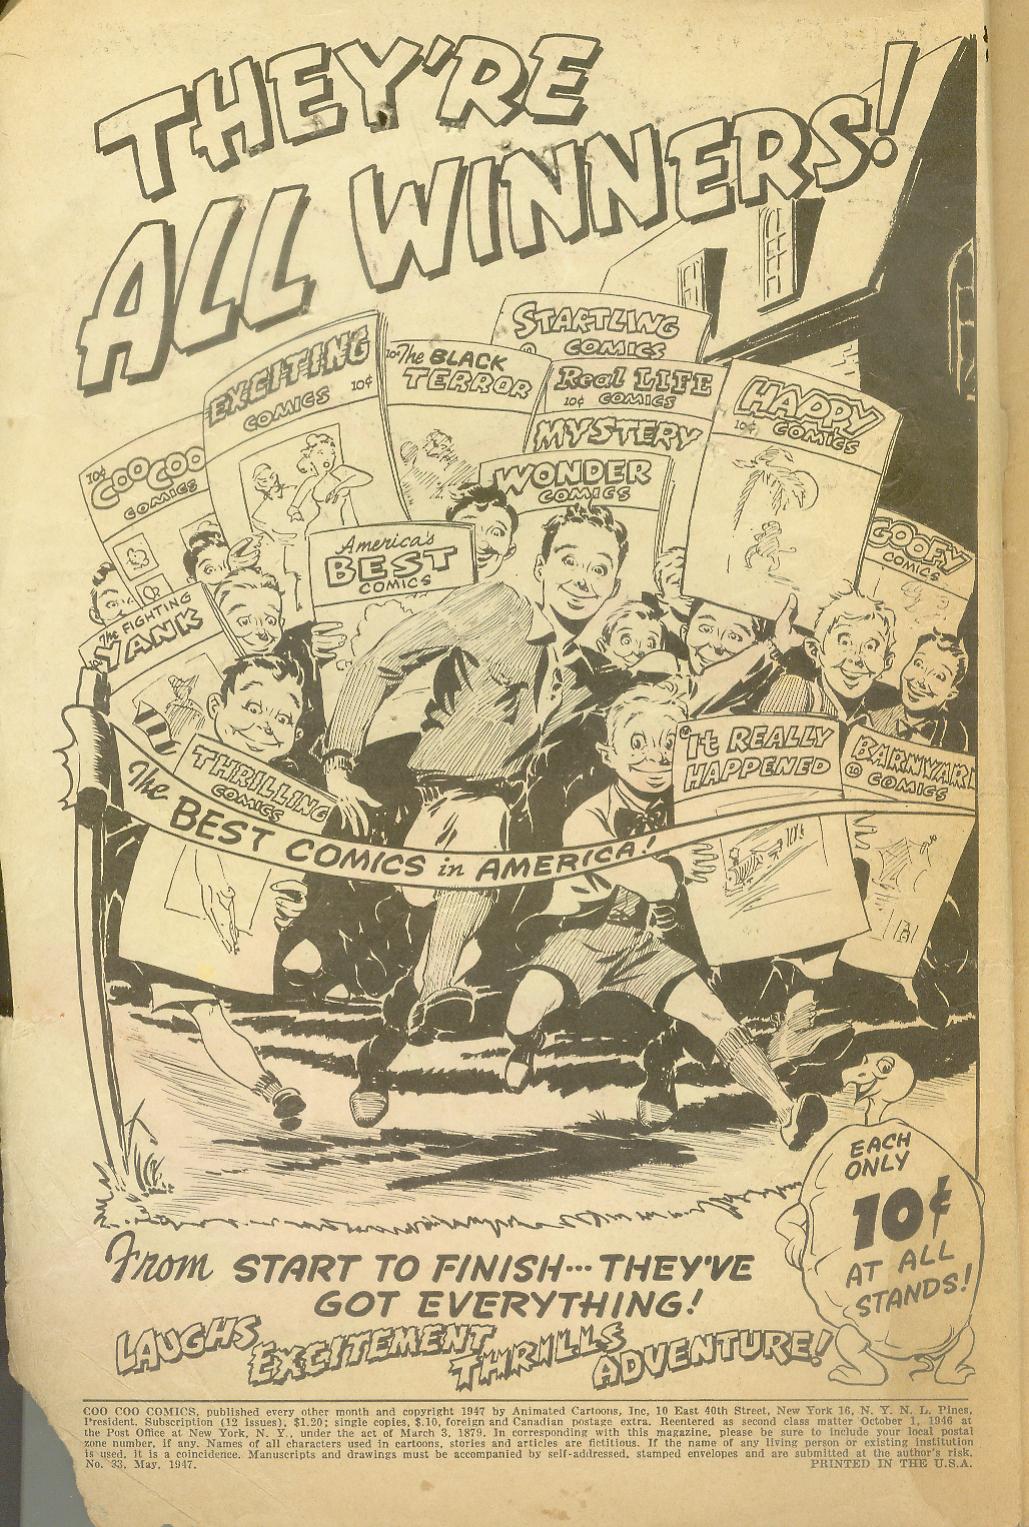 THEY'RE
ALL WINNERS!
STARTLING
COMICS
EXCITING
COMICS 10¢
10¢ The BLACK
TERROR
Real LIFE
10¢ COMICS
HAPPY
10¢ COMICS
MYSTERY
10¢ COO COO
COMICS
WONDER
COMICS
America's
BEST
COMICS
GOOFY
COMICS
The FIGHTING
YANK
"It REALLY
HAPPENED
BARNYARD
10 COMICS
THRILLING
COMICS
The BEST COMICS in AMERICA!
EACH
ONLY
10¢
AT ALL
STANDS!
From START TO FINISH... THEY'VE
GOT EVERYTHING!
LAUGHS EXCITEMENT THRILLS ADVENTURE!
COO COO COMICS, published every other month and copyright 1947 by Animated Cartoons, Inc, 10 East 40th Street, New York 16, N. Y. N. L. Pines,
President. Subscription (12 issues), $1.20; single copies, $.10, foreign and Canadian postage extra. Reentered as second class matter October 1, 1946 at
the Post Office at New York, N. Y., under the act of March 3, 1879. In corresponding with this magazine, please be sure to include your local postal
zone number, if any. Names of all characters used in cartoons, stories and articles are fictitious. If the name of any living person or existing institution
is used, it is a coincidence. Manuscripts and drawings must be accompanied by self-addressed, stamped envelopes and are submitted at the author's risk.
No. 33, May, 1947. PRINTED IN THE U.S.A.